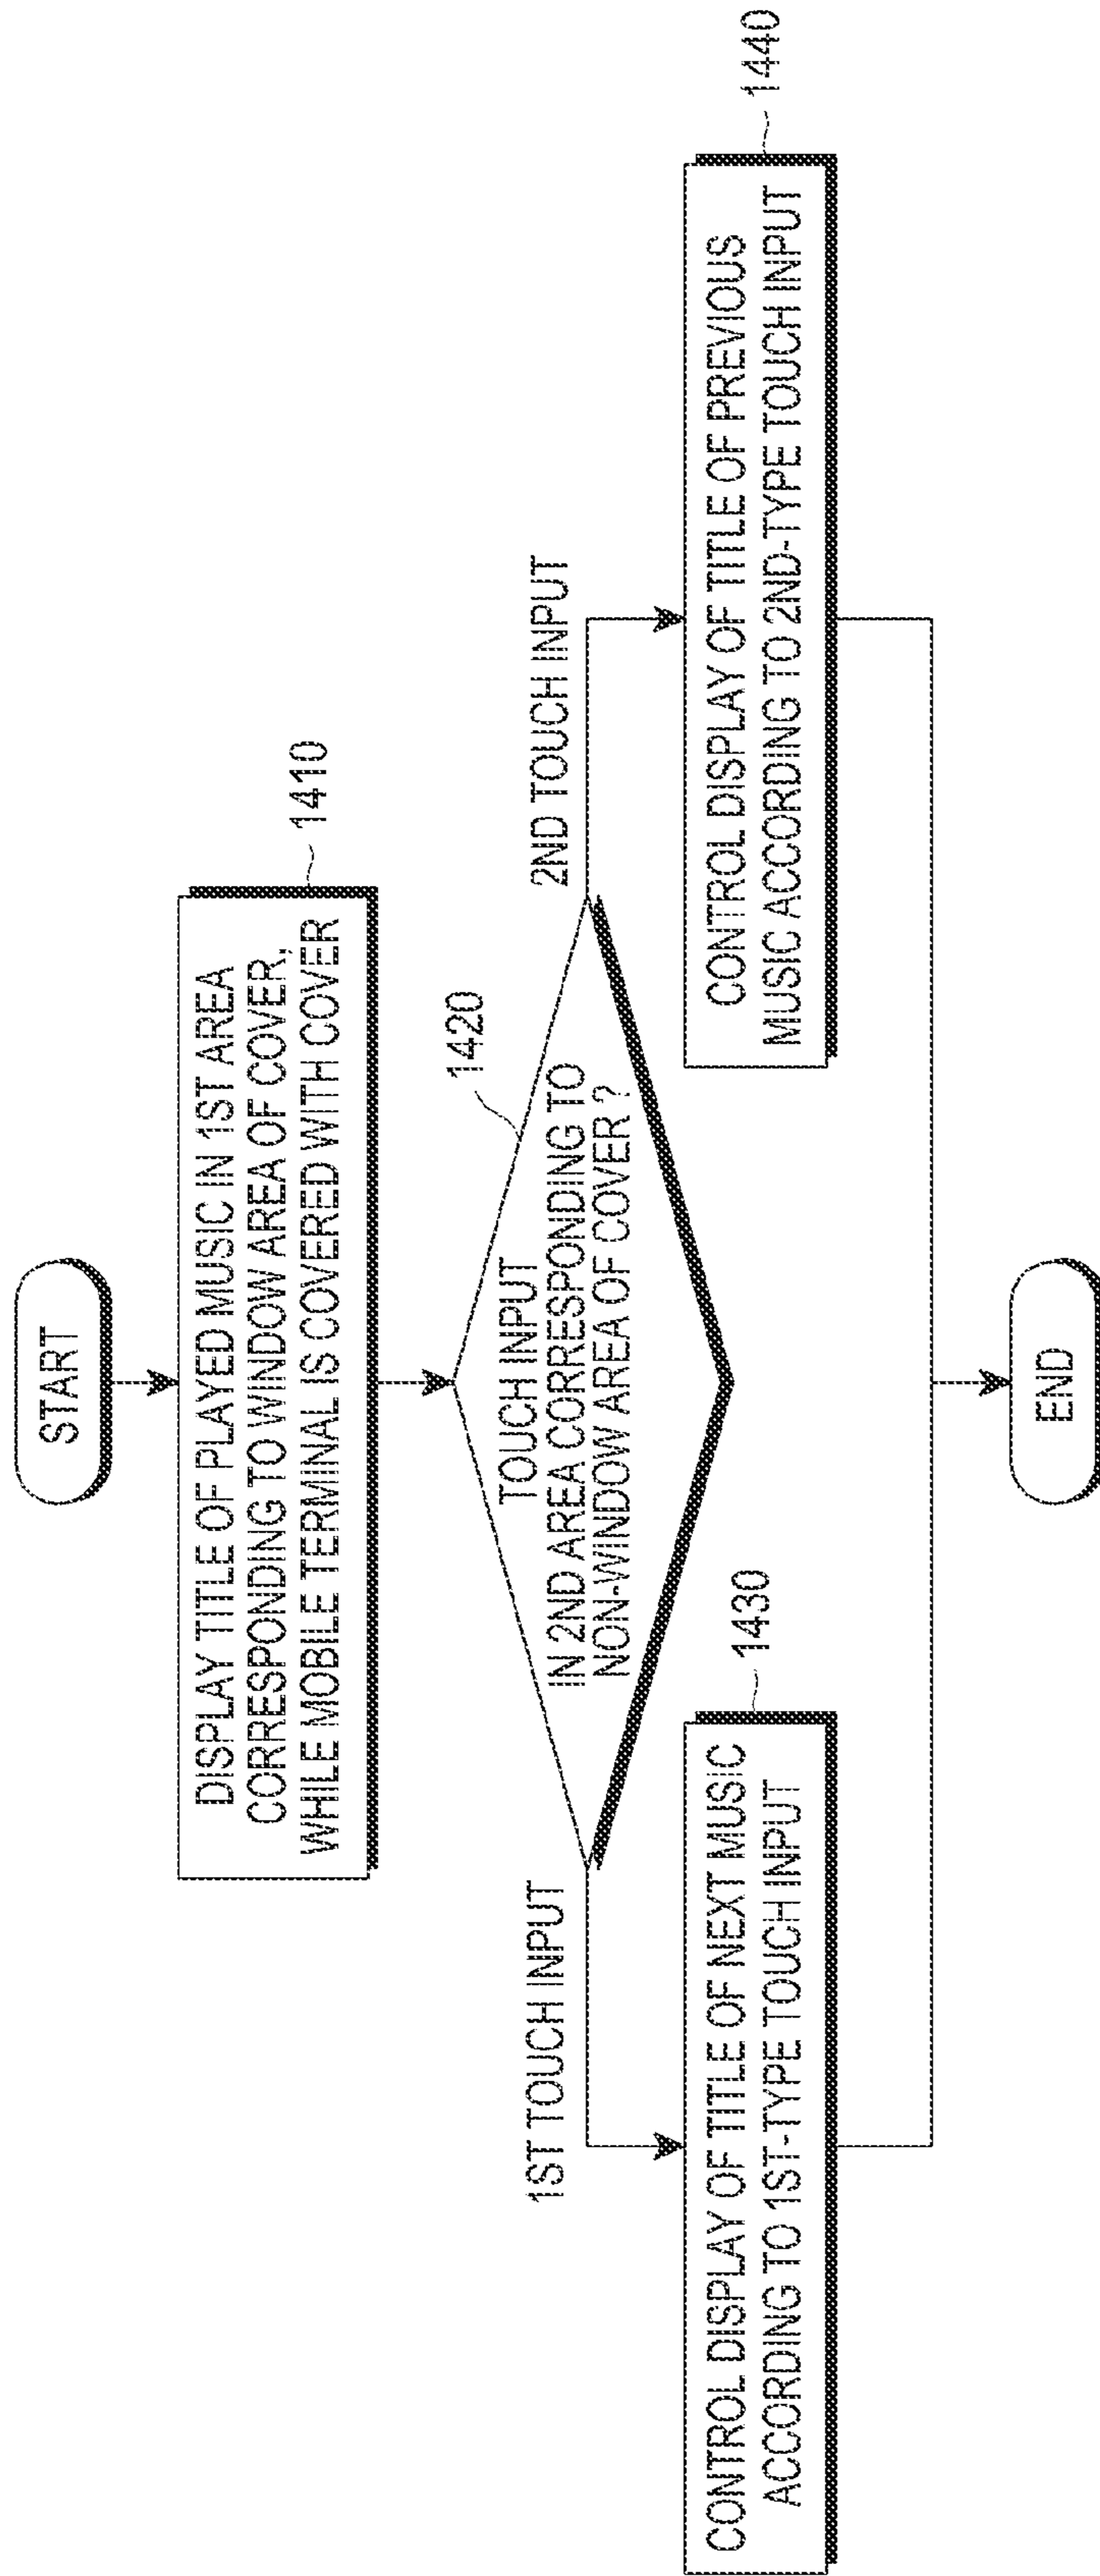 START
DISPLAY TITLE OF PLAYED MUSIC IN 1ST AREA
CORRESPONDING TO WINDOW AREA OF COVER,
WHILE MOBILE TERMINAL IS COVERED WITH COVER
1410
1420
TOUCH INPUT
IN 2ND AREA CORRESPONDING TO
NON-WINDOW AREA OF COVER ?
1ST TOUCH INPUT
2ND TOUCH INPUT
1430
CONTROL DISPLAY OF TITLE OF NEXT MUSIC
ACCORDING TO 1ST-TYPE TOUCH INPUT
1440
CONTROL DISPLAY OF TITLE OF PREVIOUS
MUSIC ACCORDING TO 2ND-TYPE TOUCH INPUT
END